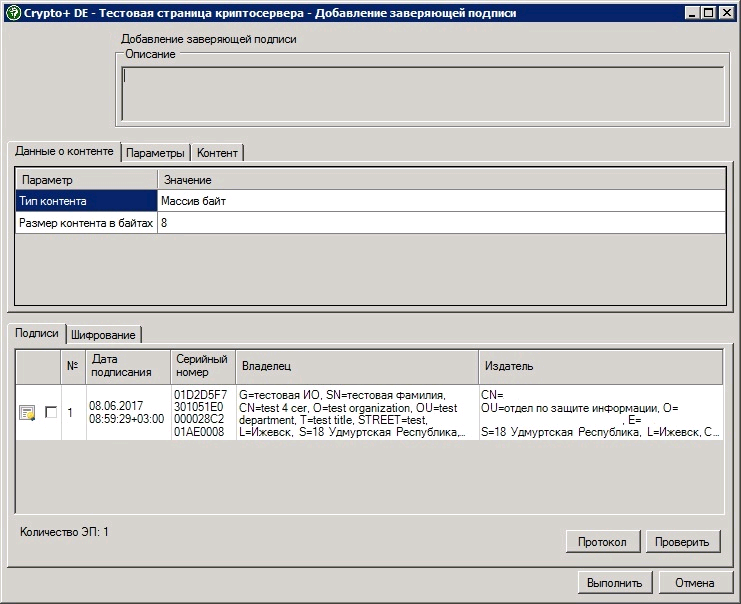 Crypto+ DE - Тестовая страница криптосервера - Добавление заверяющей подписи
Добавление заверяющей подписи
Описание
Данные о контенте Параметры Контент
Параметр Значение
Тип контента Массив байт
Размер контента в байтах 8
Подписи Шифрование
№ Дата подписания Серийный номер Владелец Издатель
1
08.06.2017
08:59:29+03:00
01D2D5F7
301051E0
000028C2
01AE0008
G=тестовая ИО, SN=тестовая фамилия,
CN=test 4 cer, O=test organization, OU=test
department, T=test title, STREET=test,
L=Ижевск, S=18 Удмуртская Республика,...
CN=
OU=отдел по защите информации, O=
, E=
S=18 Удмуртская Республика, L=Ижевск, C...
Количество ЭП: 1
Протокол Проверить
Выполнить Отмена